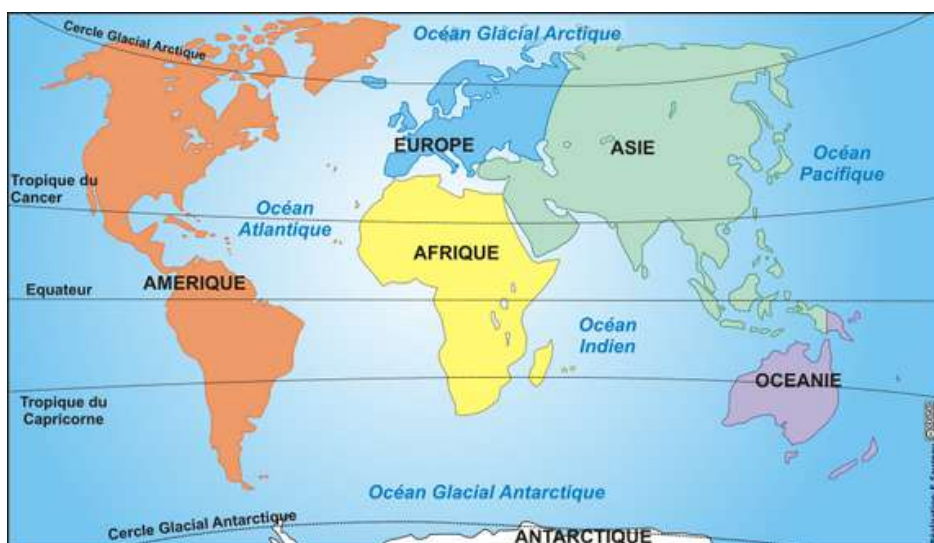 Cercle Glacial Arctique
Océan Glacial Arctique
EUROPE
ASIE
Océan
Pacifique
Tropique du
Cancer
Océan
Atlantique
AFRIQUE
AMERIQUE
Equateur
Océan
Indien
OCEANIE
Tropique du
Capricorne
Océan Glacial Antarctique
Cercle Glacial Antarctique
ANTARCTIQUE